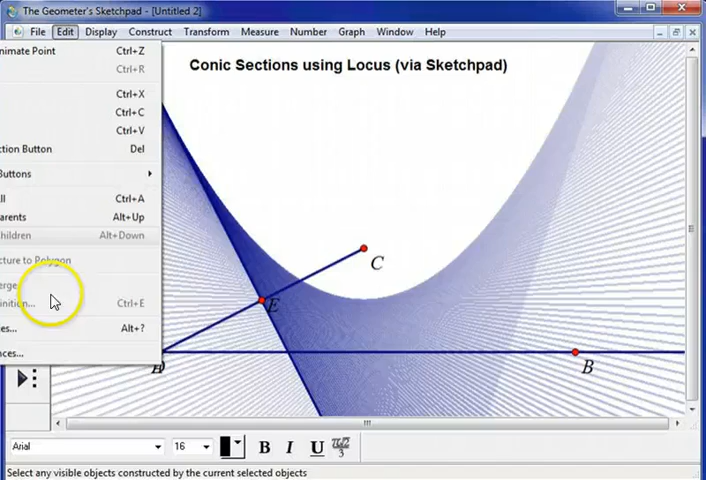 The Geometer's Sketchpad - [Untitled 2]
File Edit Display Construct Transform Measure Number Graph Window Help
nimate Point Ctrl+Z
Ctrl+R
Ctrl+X
Ctrl+C
Ctrl+V
ction Button Del
Buttons
ll Ctrl+A
arents Alt+Up
hildren Alt+Down
cture to Polygon
erge
inition... Ctrl+E
es... Alt+?
nces...
Conic Sections using Locus (via Sketchpad)
C
E
B
Arial 16 B I U
Select any visible objects constructed by the current selected objects